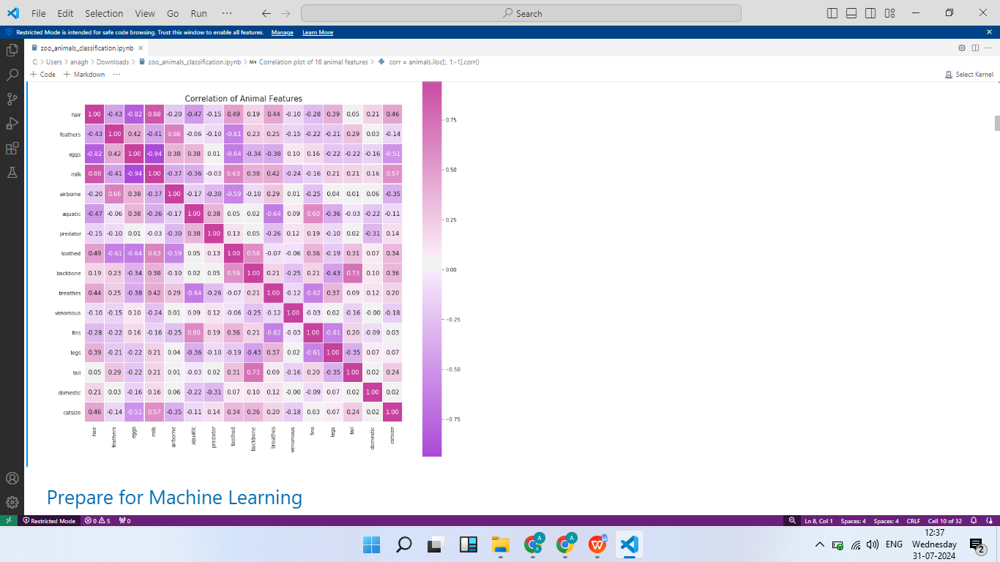 File Edit Selection View Go Run ··· Search
Restricted Mode is intended for safe code browsing. Trust this window to enable all features. Manage Learn More
zoo_animals_classification.ipynb
C: > Users > anagh > Downloads > zoo_animals_classification.ipynb > M↓ Correlation plot of 16 animal features > corr = animals.iloc[:, 1:-1].corr()
+ Code + Markdown ··· Select Kernel
Correlation of Animal Features
hair 1.00 -0.43 -0.82 0.88 -0.20 -0.47 -0.15 0.49 0.19 0.44 -0.10 -0.28 0.39 0.05 0.21 0.46
feathers -0.43 1.00 0.42 -0.41 0.66 -0.06 -0.10 -0.61 0.23 0.25 -0.15 -0.22 -0.21 0.29 0.03 -0.14
eggs -0.82 0.42 1.00 -0.94 0.38 0.38 0.01 -0.64 -0.34 -0.38 0.10 0.16 -0.22 -0.22 -0.16 -0.51
milk 0.88 -0.41 -0.94 1.00 -0.37 -0.36 -0.03 0.63 0.38 0.42 -0.24 -0.16 0.21 0.21 0.16 0.57
airborne -0.20 0.66 0.38 -0.37 1.00 -0.17 -0.30 -0.59 -0.10 0.29 0.01 -0.25 0.04 0.01 0.06 -0.35
aquatic -0.47 -0.06 0.38 -0.36 -0.17 1.00 0.38 0.05 0.02 -0.64 0.09 0.60 -0.36 -0.03 -0.22 -0.11
predator -0.15 -0.10 0.01 -0.03 -0.30 0.38 1.00 0.13 0.05 -0.26 0.12 0.19 -0.10 0.02 -0.31 0.14
toothed 0.49 -0.61 -0.64 0.63 -0.59 0.05 0.13 1.00 0.58 -0.07 -0.06 0.36 -0.19 0.31 0.07 0.34
backbone 0.19 0.23 -0.34 0.38 -0.10 0.02 0.05 0.58 1.00 0.21 -0.25 0.21 -0.43 0.73 0.10 0.36
breathes 0.44 0.25 -0.38 0.42 0.29 -0.64 -0.26 -0.07 0.21 1.00 -0.12 -0.62 0.37 0.09 0.12 0.20
venomous -0.10 -0.15 0.10 -0.24 0.01 0.09 0.12 -0.06 -0.25 -0.12 1.00 -0.03 0.02 -0.16 -0.00 -0.18
fins -0.28 -0.22 0.16 -0.16 -0.25 0.60 0.19 0.36 0.21 -0.62 -0.03 1.00 -0.61 0.20 -0.09 0.03
legs 0.39 -0.21 -0.22 0.21 0.04 -0.36 -0.10 -0.19 -0.43 0.37 0.02 -0.61 1.00 -0.35 0.07 0.07
tail 0.05 0.29 -0.22 0.21 0.01 -0.03 0.02 0.31 0.73 0.09 -0.16 0.20 -0.35 1.00 0.02 0.24
domestic 0.21 0.03 -0.16 0.16 0.06 -0.22 -0.31 0.07 0.10 0.12 -0.00 -0.09 0.07 0.02 1.00 0.02
catsize 0.46 -0.14 -0.51 0.57 -0.35 -0.11 0.14 0.34 0.36 0.20 -0.18 0.03 0.07 0.24 0.02 1.00
hair feathers eggs milk airborne aquatic predator toothed backbone breathes venomous fins legs tail domestic catsize
0.75
0.50
0.25
0.00
-0.25
-0.50
-0.75
Prepare for Machine Learning
Restricted Mode 0 5 0 Ln 8, Col 1 Spaces: 4 Spaces: 4 CRLF Cell 10 of 32
ENG
12:37
Wednesday
31-07-2024
2